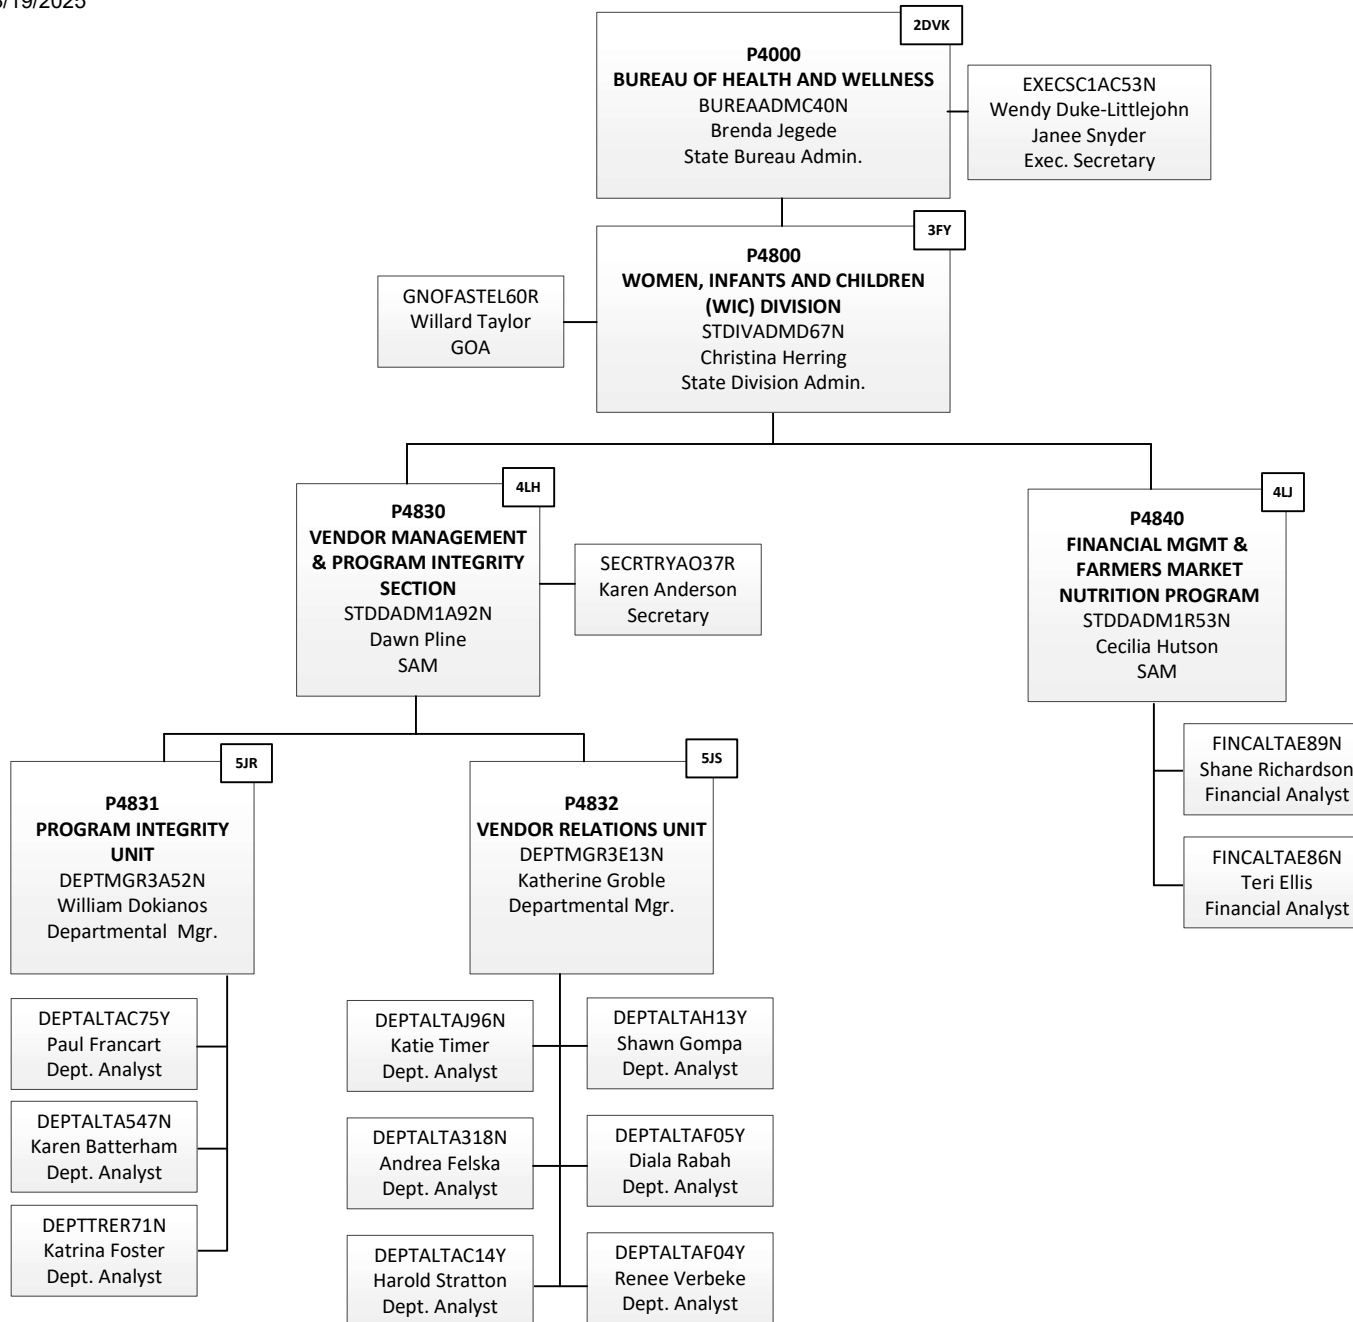 /19/2025
2DVK
P4000
BUREAU OF HEALTH AND WELLNESS
BUREAADMC40N
Brenda Jegede
State Bureau Admin.
EXECSC1AC53N
Wendy Duke-Littlejohn
Janee Snyder
Exec. Secretary
3FY
P4800
WOMEN, INFANTS AND CHILDREN
(WIC) DIVISION
STDIVADMD67N
Christina Herring
State Division Admin.
GNOFASTEL60R
Willard Taylor
GOA
4LH
P4830
VENDOR MANAGEMENT
& PROGRAM INTEGRITY
SECTION
STDDADM1A92N
Dawn Pline
SAM
SECRTRYAO37R
Karen Anderson
Secretary
4LJ
P4840
FINANCIAL MGMT &
FARMERS MARKET
NUTRITION PROGRAM
STDDADM1R53N
Cecilia Hutson
SAM
FINCALTAE89N
Shane Richardson
Financial Analyst
FINCALTAE86N
Teri Ellis
Financial Analyst
5JR
P4831
PROGRAM INTEGRITY
UNIT
DEPTMGR3A52N
William Dokianos
Departmental Mgr.
5JS
P4832
VENDOR RELATIONS UNIT
DEPTMGR3E13N
Katherine Groble
Departmental Mgr.
DEPTALTAC75Y
Paul Francart
Dept. Analyst
DEPTALTA547N
Karen Batterham
Dept. Analyst
DEPTTRER71N
Katrina Foster
Dept. Analyst
DEPTALTAJ96N
Katie Timer
Dept. Analyst
DEPTALTAH13Y
Shawn Gompa
Dept. Analyst
DEPTALTA318N
Andrea Felska
Dept. Analyst
DEPTALTAF05Y
Diala Rabah
Dept. Analyst
DEPTALTAC14Y
Harold Stratton
Dept. Analyst
DEPTALTAF04Y
Renee Verbeke
Dept. Analyst